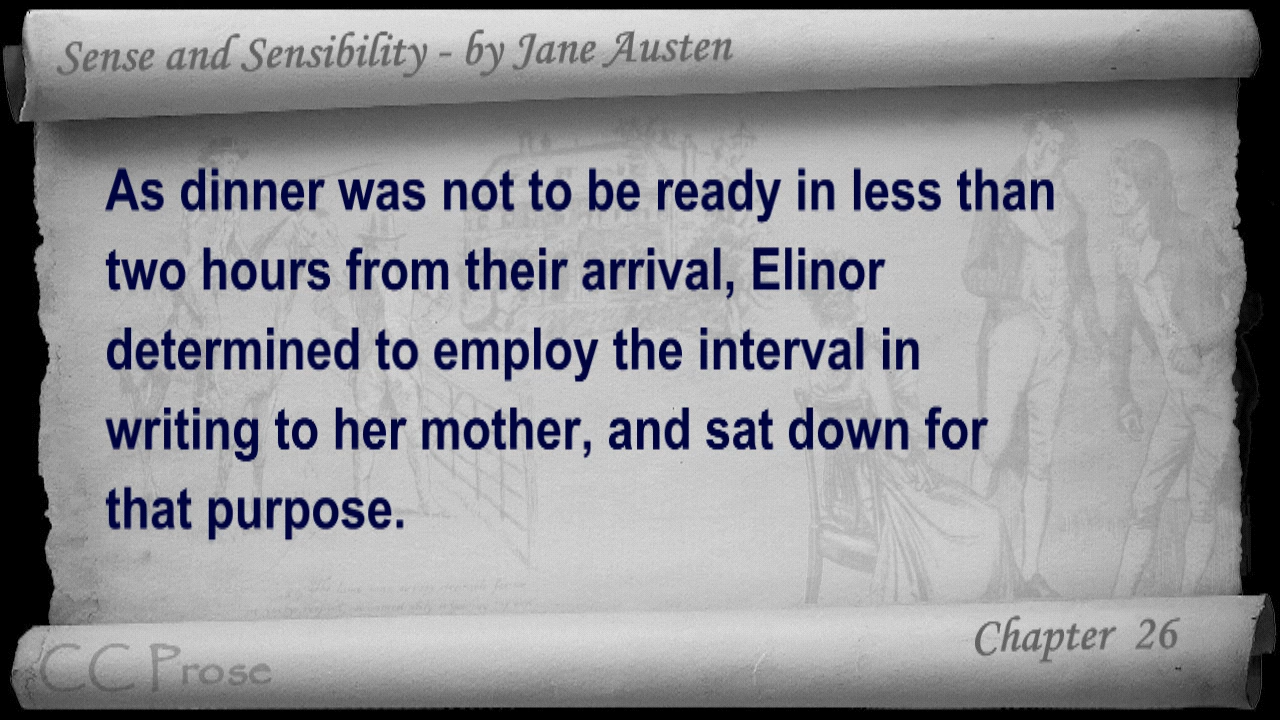 Sense and Sensibility - by Jane Austen
As dinner was not to be ready in less than
two hours from their arrival, Elinor
determined to employ the interval in
writing to her mother, and sat down for
that purpose.
Chapter 26
CC Prose